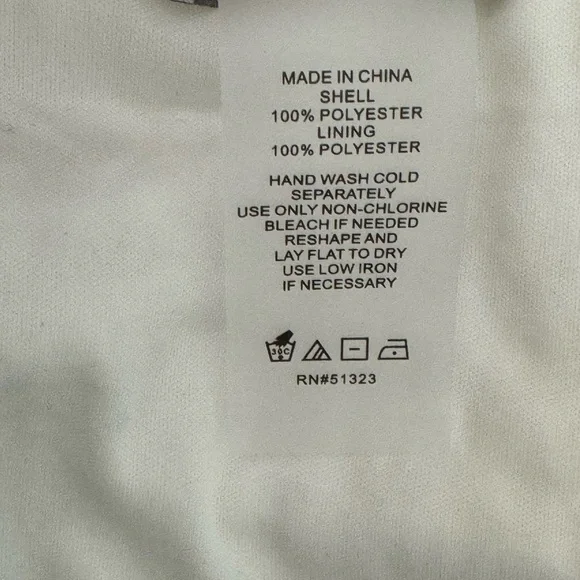 MADE IN CHINA
SHELL
100% POLYESTER
LINING
100% POLYESTER
HAND WASH COLD
SEPARATELY
USE ONLY NON-CHLORINE
BLEACH IF NEEDED
RESHAPE AND
LAY FLAT TO DRY
USE LOW IRON
IF NECESSARY
30C
RN#51323